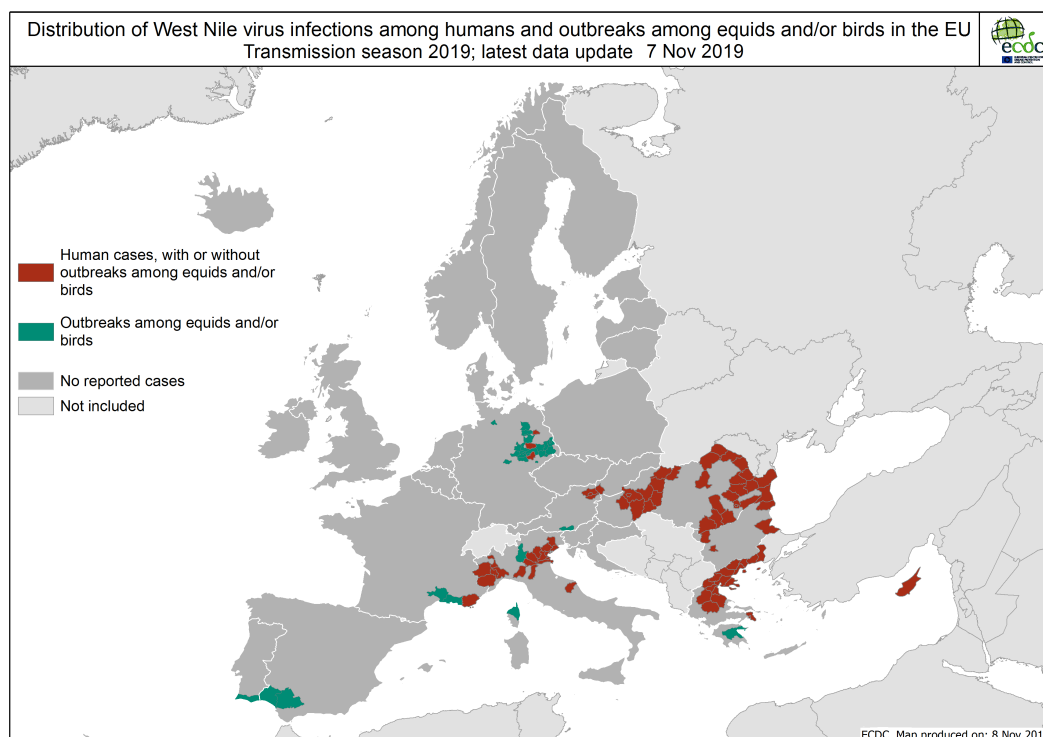 Distribution of West Nile virus infections among humans and outbreaks among equids and/or birds in the EU
Transmission season 2019; latest data update 7 Nov 2019
ecdc
Human cases, with or without
outbreaks among equids and/or
birds
Outbreaks among equids and/or
birds
No reported cases
Not included
ECDC. Map produced on: 8 Nov 201